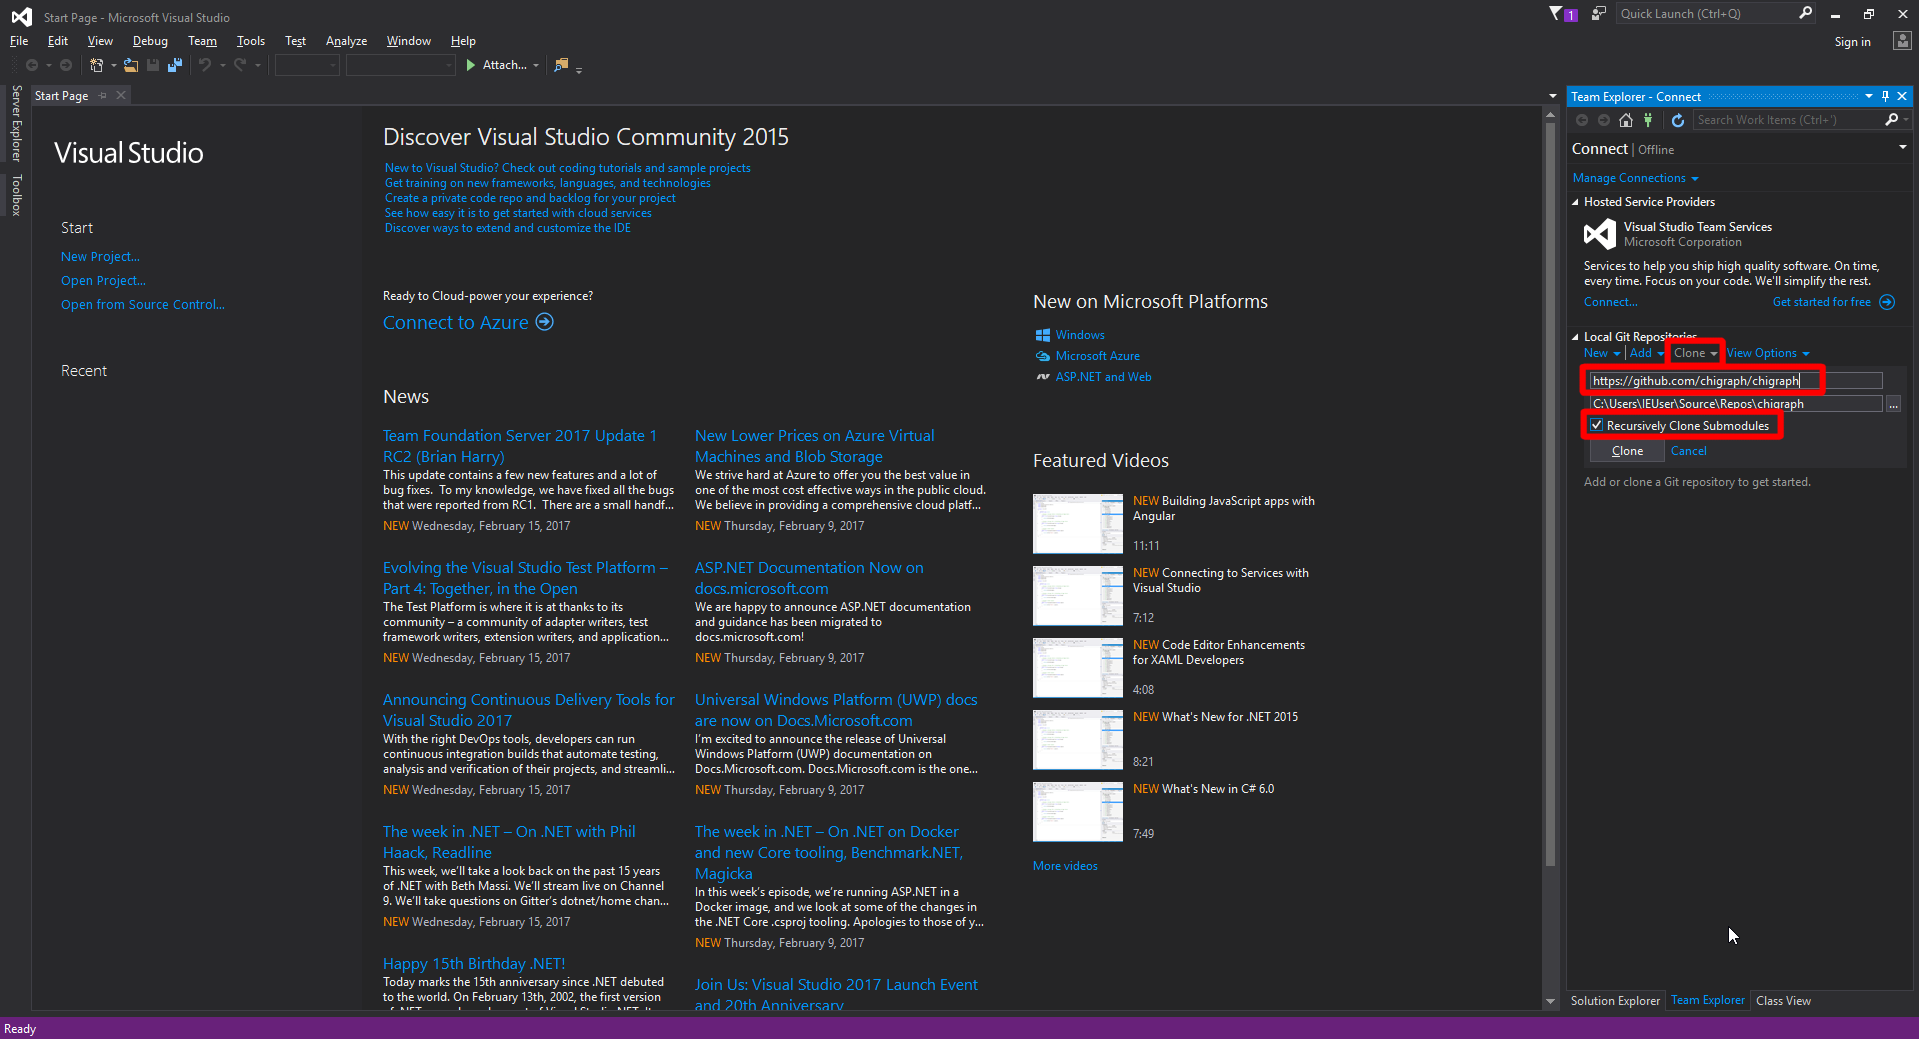 Start Page - Microsoft Visual Studio
1
Quick Launch (Ctrl+Q)
File Edit View Debug Team Tools Test Analyze Window Help
Sign in
Attach...
Server Explorer
Toolbox
Start Page
Visual Studio
Start
New Project...
Open Project...
Open from Source Control...
Recent
Discover Visual Studio Community 2015
New to Visual Studio? Check out coding tutorials and sample projects
Get training on new frameworks, languages, and technologies
Create a private code repo and backlog for your project
See how easy it is to get started with cloud services
Discover ways to extend and customize the IDE
Ready to Cloud-power your experience?
Connect to Azure
News
Team Foundation Server 2017 Update 1
RC2 (Brian Harry)
This update contains a few new features and a lot of
bug fixes. To my knowledge, we have fixed all the bugs
that were reported from RC1. There are a small handf...
NEW Wednesday, February 15, 2017
Evolving the Visual Studio Test Platform –
Part 4: Together, in the Open
The Test Platform is where it is at thanks to its
community – a community of adapter writers, test
framework writers, extension writers, and application...
NEW Wednesday, February 15, 2017
Announcing Continuous Delivery Tools for
Visual Studio 2017
With the right DevOps tools, developers can run
continuous integration builds that automate testing,
analysis and verification of their projects, and streamli...
NEW Wednesday, February 15, 2017
The week in .NET – On .NET with Phil
Haack, Readline
This week, we'll take a look back on the past 15 years
of .NET with Beth Massi. We'll stream live on Channel
9. We'll take questions on Gitter's dotnet/home chan...
NEW Wednesday, February 15, 2017
Happy 15th Birthday .NET!
Today marks the 15th anniversary since .NET debuted
to the world. On February 13th, 2002, the first version
New Lower Prices on Azure Virtual
Machines and Blob Storage
We strive hard at Azure to offer you the best value in
one of the most cost effective ways in the public cloud.
We believe in providing a comprehensive cloud platf...
NEW Thursday, February 9, 2017
ASP.NET Documentation Now on
docs.microsoft.com
We are happy to announce ASP.NET documentation
and guidance has been migrated to
docs.microsoft.com!
NEW Thursday, February 9, 2017
Universal Windows Platform (UWP) docs
are now on Docs.Microsoft.com
I'm excited to announce the release of Universal
Windows Platform (UWP) documentation on
Docs.Microsoft.com. Docs.Microsoft.com is the one...
NEW Thursday, February 9, 2017
The week in .NET – On .NET on Docker
and new Core tooling, Benchmark.NET,
Magicka
In this week's episode, we're running ASP.NET in a
Docker image, and we look at some of the changes in
the .NET Core .csproj tooling. Apologies to those of y...
NEW Thursday, February 9, 2017
Join Us: Visual Studio 2017 Launch Event
and 20th Anniversary
New on Microsoft Platforms
Windows
Microsoft Azure
ASP.NET and Web
Featured Videos
NEW Building JavaScript apps with
Angular
11:11
NEW Connecting to Services with
Visual Studio
7:12
NEW Code Editor Enhancements
for XAML Developers
4:08
NEW What's New for .NET 2015
8:21
NEW What's New in C# 6.0
7:49
More videos
Team Explorer - Connect
Search Work Items (Ctrl+')
Connect | Offline
Manage Connections
Hosted Service Providers
Visual Studio Team Services
Microsoft Corporation
Services to help you ship high quality software. On time,
every time. Focus on your code. We'll simplify the rest.
Connect... Get started for free
Local Git Repositories
New Add Clone View Options
https://github.com/chigraph/chigraph
C:\Users\IEUser\Source\Repos\chigraph
...
Recursively Clone Submodules
Clone Cancel
Add or clone a Git repository to get started.
Solution Explorer Team Explorer Class View
Ready